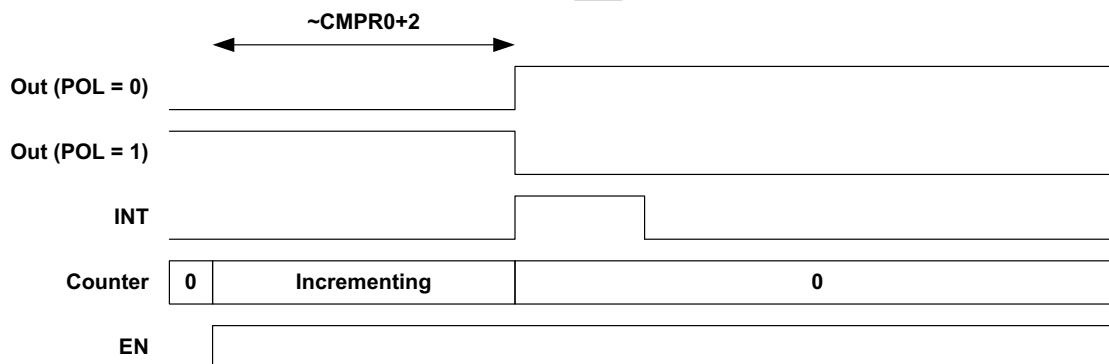 ~CMPR0+2
Out (POL = 0)
Out (POL = 1)
INT
Counter 0 Incrementing 0
EN